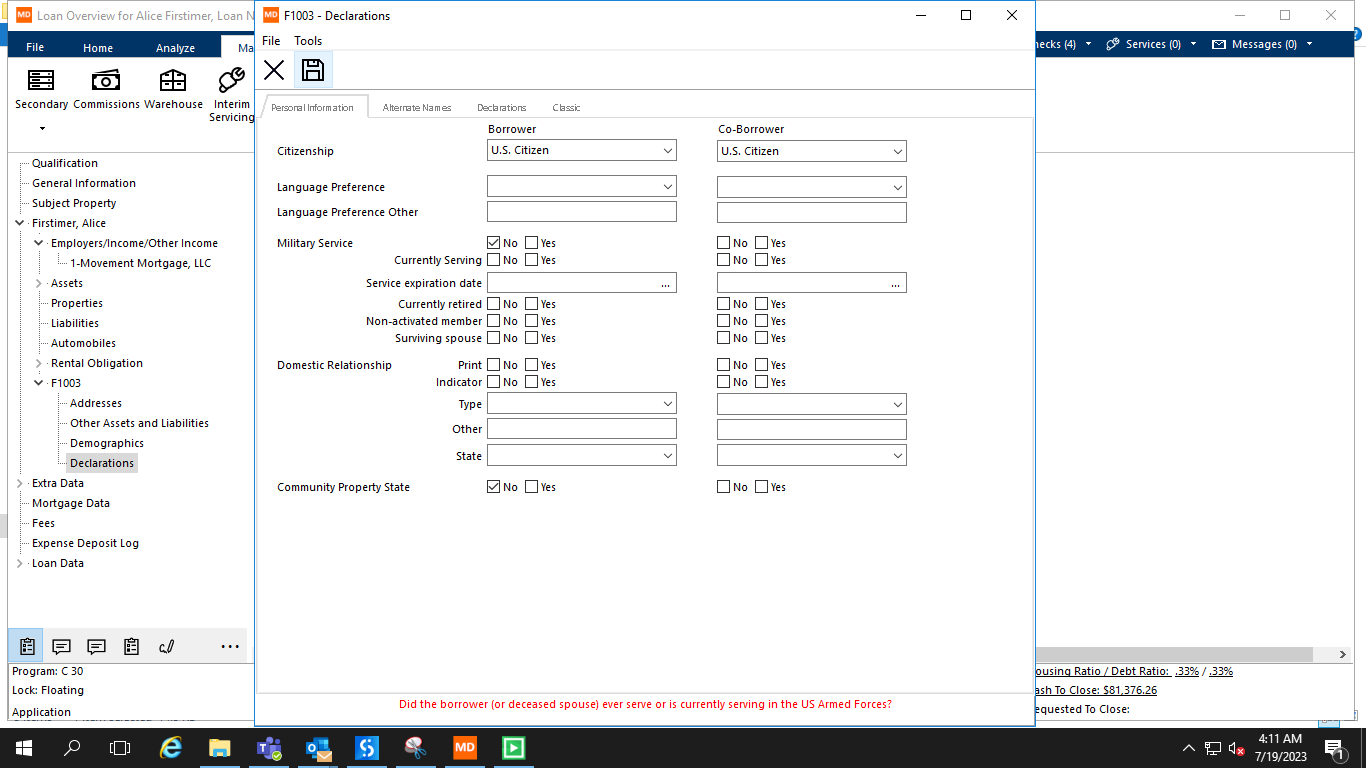 MD Loan Overview for Alice Firstimer, Loan N
MD F1003 - Declarations
File Home Analyze Ma
File Tools
hecks (4) Services (0) Messages (0)
Secondary Commissions Warehouse Interim Servicing
Personal Information Alternate Names Declarations Classic
Qualification
General Information
Subject Property
Firstimer, Alice
Employers/Income/Other Income
1-Movement Mortgage, LLC
Assets
Properties
Liabilities
Automobiles
Rental Obligation
F1003
Addresses
Other Assets and Liabilities
Demographics
Declarations
Extra Data
Mortgage Data
Fees
Expense Deposit Log
Loan Data
Borrower Co-Borrower
Citizenship U.S. Citizen U.S. Citizen
Language Preference
Language Preference Other
Military Service No Yes No Yes
Currently Serving No Yes No Yes
Service expiration date ... ...
Currently retired No Yes No Yes
Non-activated member No Yes No Yes
Surviving spouse No Yes No Yes
Domestic Relationship Print No Yes No Yes
Indicator No Yes No Yes
Type
Other
State
Community Property State No Yes No Yes
Program: C 30
Lock: Floating
Application
ousing Ratio / Debt Ratio: .33% / .33%
ash To Close: $81,376.26
equested To Close:
Did the borrower (or deceased spouse) ever serve or is currently serving in the US Armed Forces?
MD
4:11 AM
7/19/2023
1